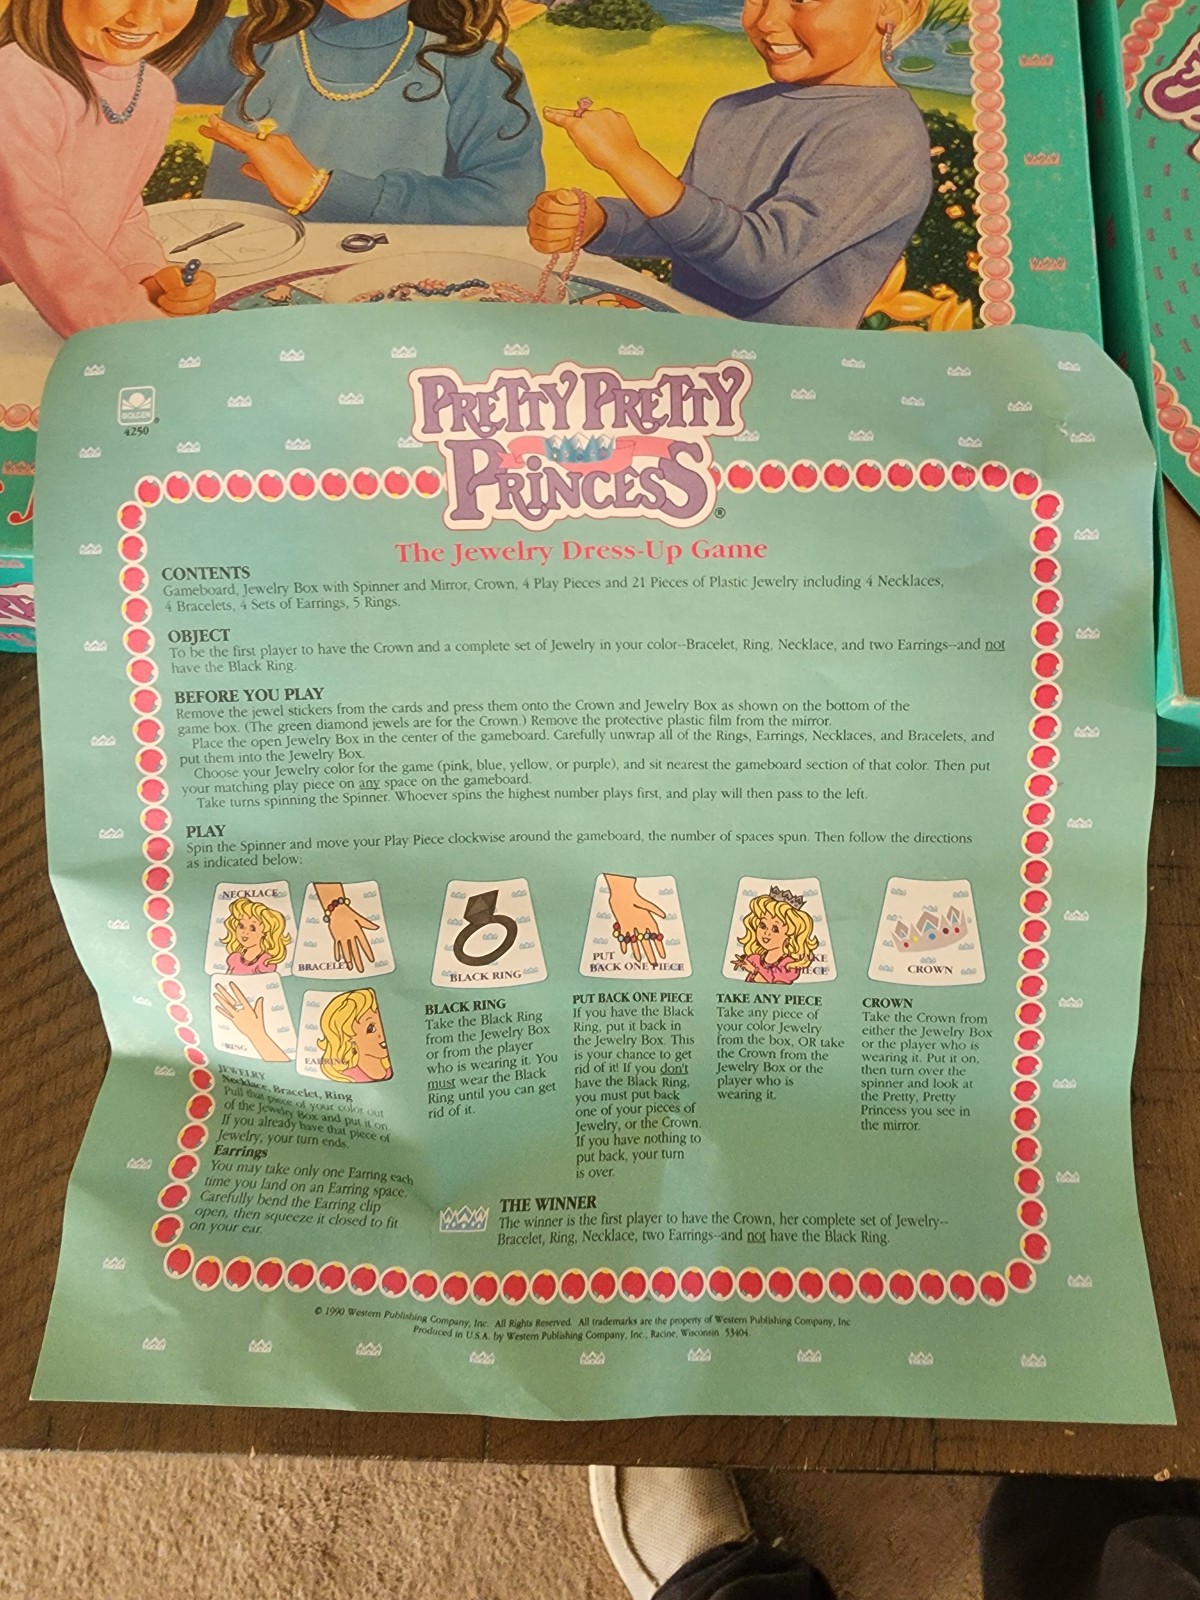 GOLDEN
®
4250
PRETTY PRETTY
PRINCESS
®
The Jewelry Dress-Up Game
CONTENTS
Gameboard, Jewelry Box with Spinner and Mirror, Crown, 4 Play Pieces and 21 Pieces of Plastic Jewelry including 4 Necklaces,
4 Bracelets, 4 Sets of Earrings, 5 Rings.
OBJECT
To be the first player to have the Crown and a complete set of Jewelry in your color--Bracelet, Ring, Necklace, and two Earrings--and not
have the Black Ring.
BEFORE YOU PLAY
Remove the jewel stickers from the cards and press them onto the Crown and Jewelry Box as shown on the bottom of the
game box. (The green diamond jewels are for the Crown.) Remove the protective plastic film from the mirror.
Place the open Jewelry Box in the center of the gameboard. Carefully unwrap all of the Rings, Earrings, Necklaces, and Bracelets, and
put them into the Jewelry Box.
Choose your Jewelry color for the game (pink, blue, yellow, or purple), and sit nearest the gameboard section of that color. Then put
your matching play piece on any space on the gameboard.
Take turns spinning the Spinner. Whoever spins the highest number plays first, and play will then pass to the left.
PLAY
Spin the Spinner and move your Play Piece clockwise around the gameboard, the number of spaces spun. Then follow the directions
as indicated below:
NECKLACE
BRACELET
RING
EARRING
JEWELRY
Necklace, Bracelet, Ring
Pull that piece of your color out
of the Jewelry Box and put it on.
If you already have that piece of
Jewelry, your turn ends.
Earrings
You may take only one Earring each
time you land on an Earring space.
Carefully bend the Earring clip
open, then squeeze it closed to fit
on your ear.
BLACK RING
BLACK RING
Take the Black Ring
from the Jewelry Box
or from the player
who is wearing it. You
must wear the Black
Ring until you can get
rid of it.
PUT
BACK ONE PIECE
PUT BACK ONE PIECE
If you have the Black
Ring, put it back in
the Jewelry Box. This
is your chance to get
rid of it! If you don't
have the Black Ring,
you must put back
one of your pieces of
Jewelry, or the Crown.
If you have nothing to
put back, your turn
is over.
TAKE
ANY PIECE
TAKE ANY PIECE
Take any piece of
your color Jewelry
from the box, OR take
the Crown from the
Jewelry Box or the
player who is
wearing it.
CROWN
CROWN
Take the Crown from
either the Jewelry Box
or the player who is
wearing it. Put it on,
then turn over the
spinner and look at
the Pretty, Pretty
Princess you see in
the mirror.
THE WINNER
The winner is the first player to have the Crown, her complete set of Jewelry--
Bracelet, Ring, Necklace, two Earrings--and not have the Black Ring.
© 1990 Western Publishing Company, Inc. All Rights Reserved. All trademarks are the property of Western Publishing Company, Inc
Produced in U.S.A. by Western Publishing Company, Inc., Racine, Wisconsin 53404.